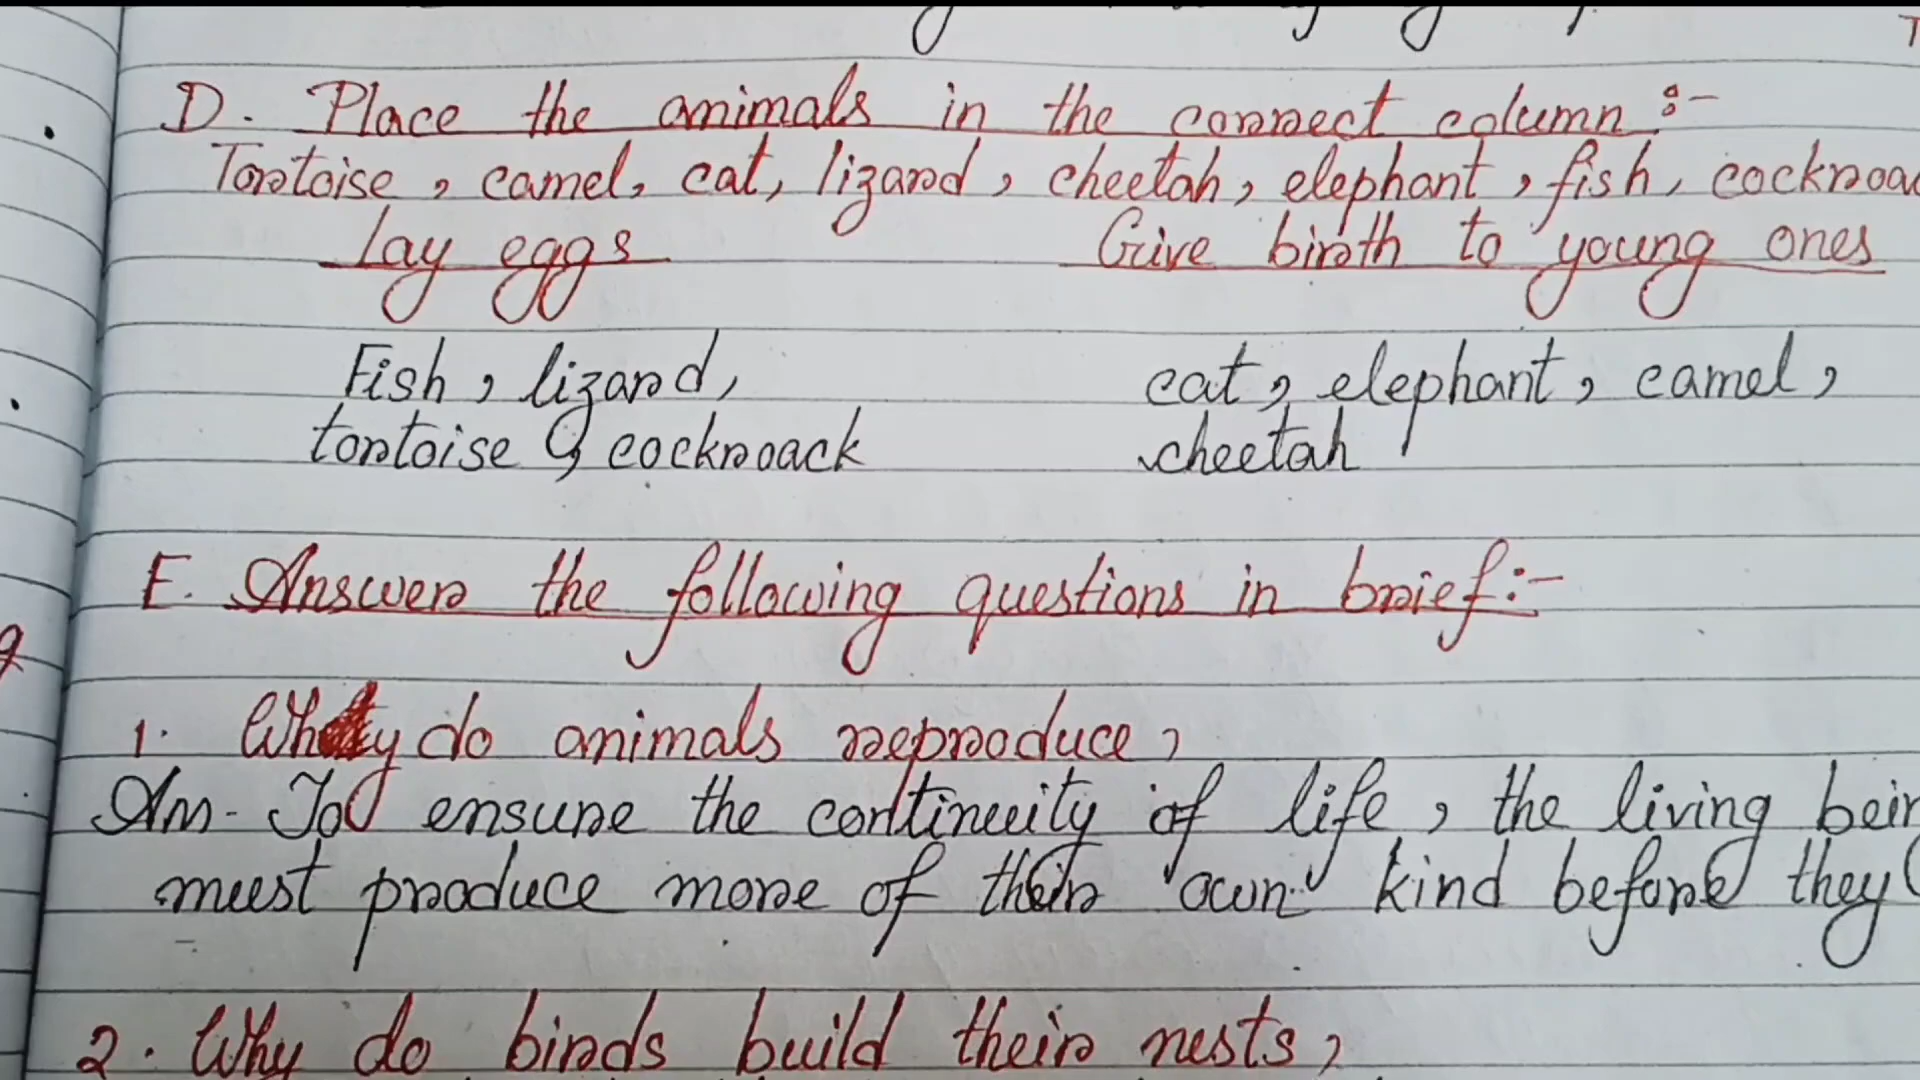 D. Place the animals in the correct column :-
Tortoise, camel, cat, lizard, cheetah, elephant, fish, cockroac
lay eggs Give birth to young ones
Fish, lizard, cat, elephant, camel,
tortoise & cockroack cheetah
E. Answer the following questions in brief :-
1. Why do animals reproduce,
Ans- To ensure the continuity of life, the living bein
must produce more of their own kind before they
2. Why do birds build their nests,